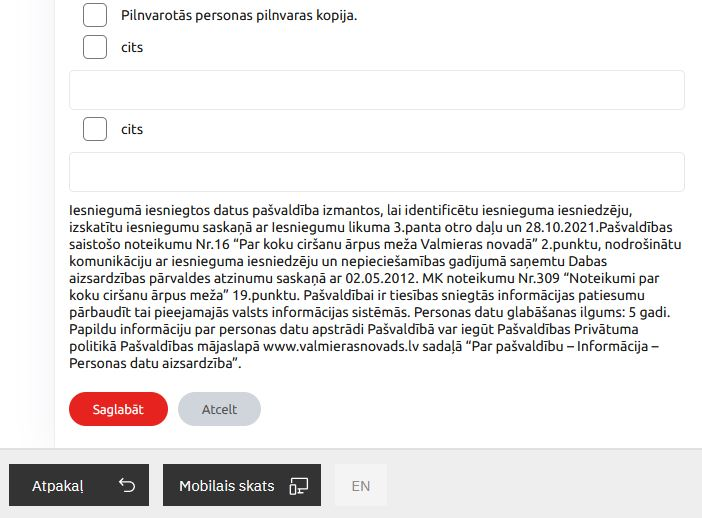 Pilnvarotās personas pilnvaras kopija.
cits
cits
Iesniegumā iesniegtos datus pašvaldība izmantos, lai identificētu iesnieguma iesniedzēju,
izskatītu iesniegumu saskaņā ar Iesniegumu likuma 3.panta otro daļu un 28.10.2021.Pašvaldības
saistošo noteikumu Nr.16 “Par koku ciršanu ārpus meža Valmieras novadā” 2.punktu, nodrošinātu
komunikāciju ar iesnieguma iesniedzēju un nepieciešamības gadījumā saņemtu Dabas
aizsardzības pārvaldes atzinumu saskaņā ar 02.05.2012. MK noteikumu Nr.309 “Noteikumi par
koku ciršanu ārpus meža” 19.punktu. Pašvaldībai ir tiesības sniegtās informācijas patiesumu
pārbaudīt tai pieejamajās valsts informācijas sistēmās. Personas datu glabāšanas ilgums: 5 gadi.
Papildu informāciju par personas datu apstrādi Pašvaldībā var iegūt Pašvaldības Privātuma
politikā Pašvaldības mājaslapā www.valmierasnovads.lv sadaļā “Par pašvaldību – Informācija –
Personas datu aizsardzība”.
Saglabāt Atcelt
Atpakaļ Mobilais skats EN